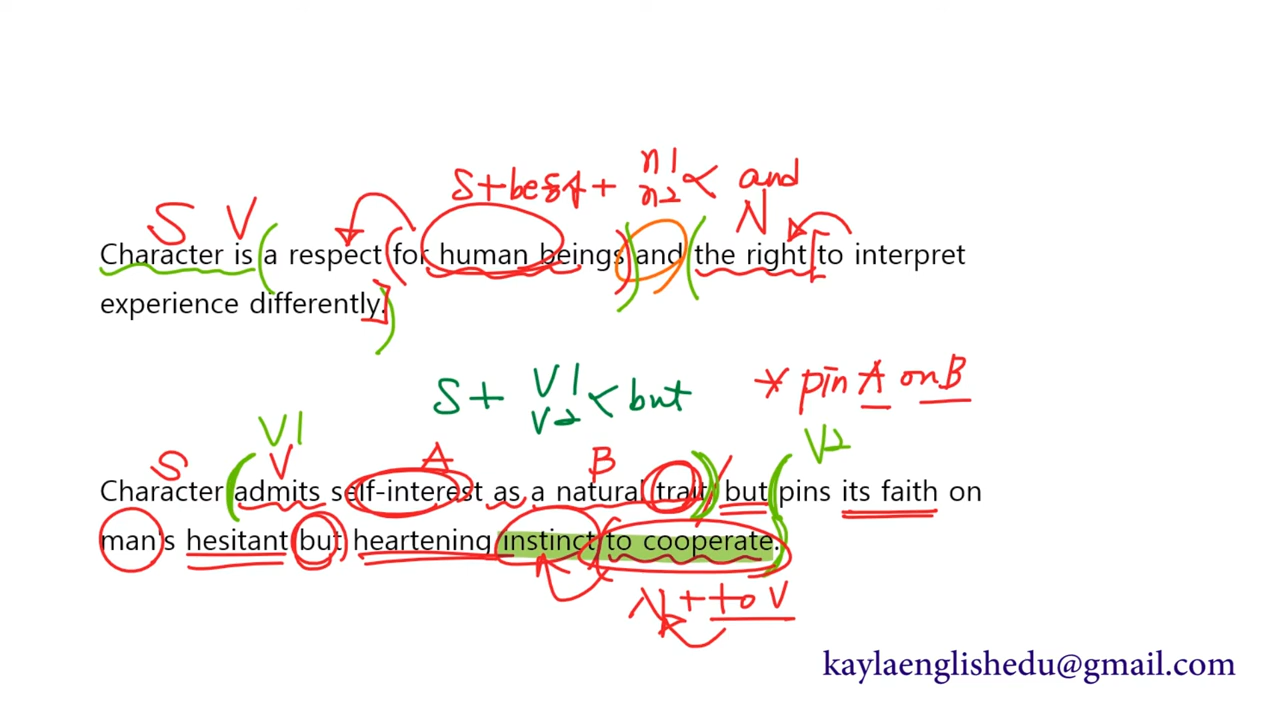 n1
S+be동사+ n2 < and
S V N
Character is a respect for human beings and the right to interpret
experience differently.
S + V1 < but * pin A on B
V2
V1 V2
S V A B
Character admits self-interest as a natural trait, but pins its faith on
man's hesitant but heartening instinct to cooperate.
N + to V
kaylaenglishedu@gmail.com